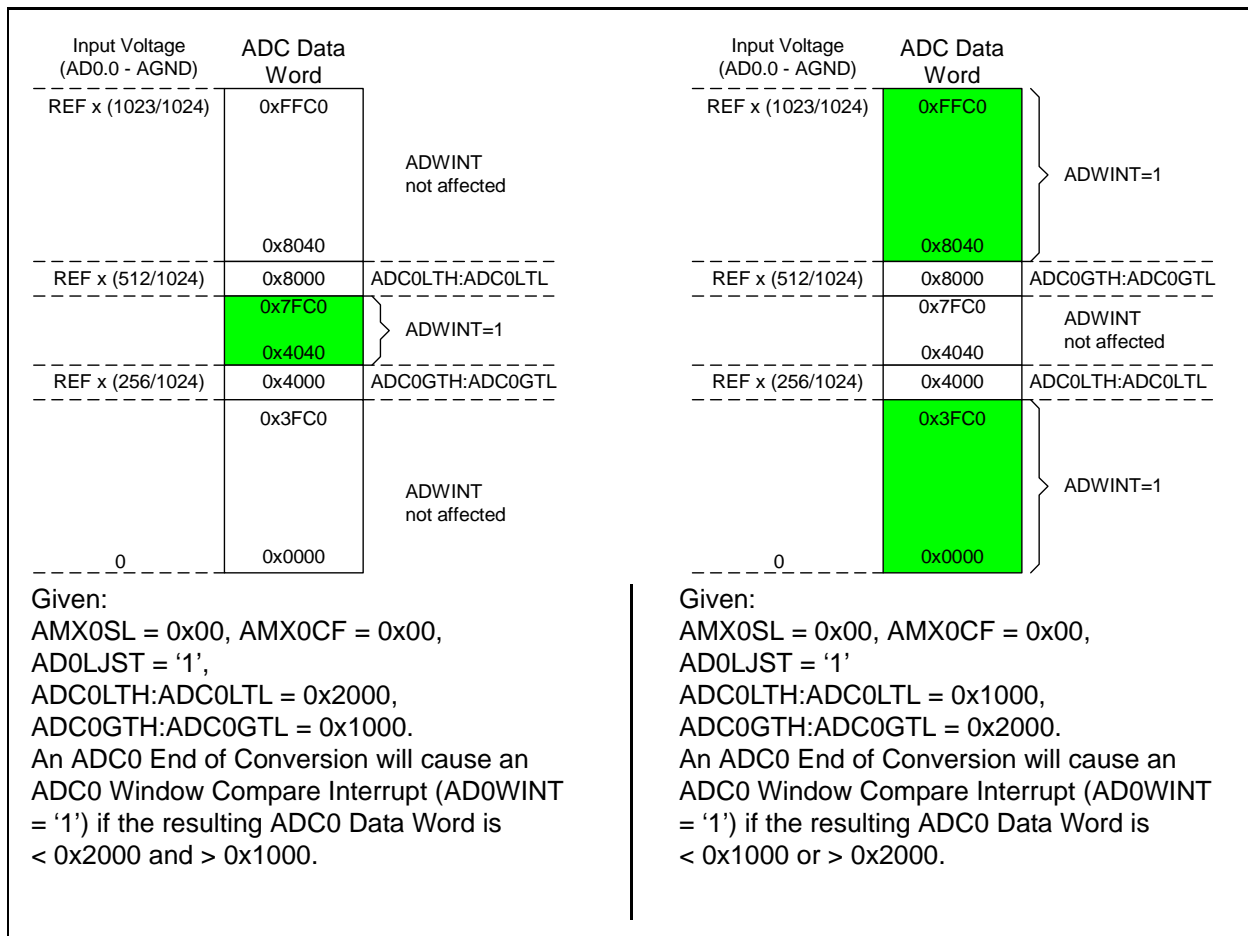 Input Voltage
(AD0.0 - AGND)
ADC Data
Word
REF x (1023/1024)
0xFFC0
ADWINT
not affected
0x8040
REF x (512/1024)
0x8000
ADC0LTH:ADC0LTL
0x7FC0
ADWINT=1
0x4040
REF x (256/1024)
0x4000
ADC0GTH:ADC0GTL
0x3FC0
ADWINT
not affected
0
0x0000
Given:
AMX0SL = 0x00, AMX0CF = 0x00,
AD0LJST = ‘1’,
ADC0LTH:ADC0LTL = 0x2000,
ADC0GTH:ADC0GTL = 0x1000.
An ADC0 End of Conversion will cause an
ADC0 Window Compare Interrupt (AD0WINT
= ‘1’) if the resulting ADC0 Data Word is
< 0x2000 and > 0x1000.
Input Voltage
(AD0.0 - AGND)
ADC Data
Word
REF x (1023/1024)
0xFFC0
ADWINT=1
0x8040
REF x (512/1024)
0x8000
ADC0GTH:ADC0GTL
0x7FC0
ADWINT
not affected
0x4040
REF x (256/1024)
0x4000
ADC0LTH:ADC0LTL
0x3FC0
ADWINT=1
0
0x0000
Given:
AMX0SL = 0x00, AMX0CF = 0x00,
AD0LJST = ‘1’
ADC0LTH:ADC0LTL = 0x1000,
ADC0GTH:ADC0GTL = 0x2000.
An ADC0 End of Conversion will cause an
ADC0 Window Compare Interrupt (AD0WINT
= ‘1’) if the resulting ADC0 Data Word is
< 0x1000 or > 0x2000.